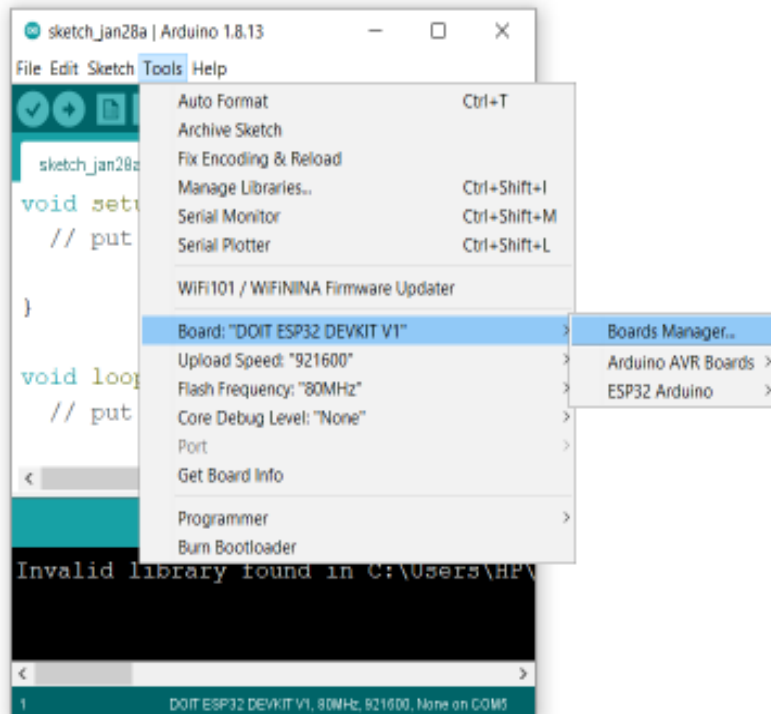 sketch_jan28a | Arduino 1.8.13
File Edit Sketch Tools Help
sketch_jan28a
void setu
// put
}
void loop
// put
Auto Format Ctrl+T
Archive Sketch
Fix Encoding & Reload
Manage Libraries... Ctrl+Shift+I
Serial Monitor Ctrl+Shift+M
Serial Plotter Ctrl+Shift+L
WiFi101 / WiFiNINA Firmware Updater
Board: "DOIT ESP32 DEVKIT V1"
Upload Speed: "921600"
Flash Frequency: "80MHz"
Core Debug Level: "None"
Port
Get Board Info
Programmer
Burn Bootloader
Boards Manager...
Arduino AVR Boards
ESP32 Arduino
Invalid library found in C:\Users\HP\
1 DOIT ESP32 DEVKIT V1, 80MHz, 921600, None on COM5